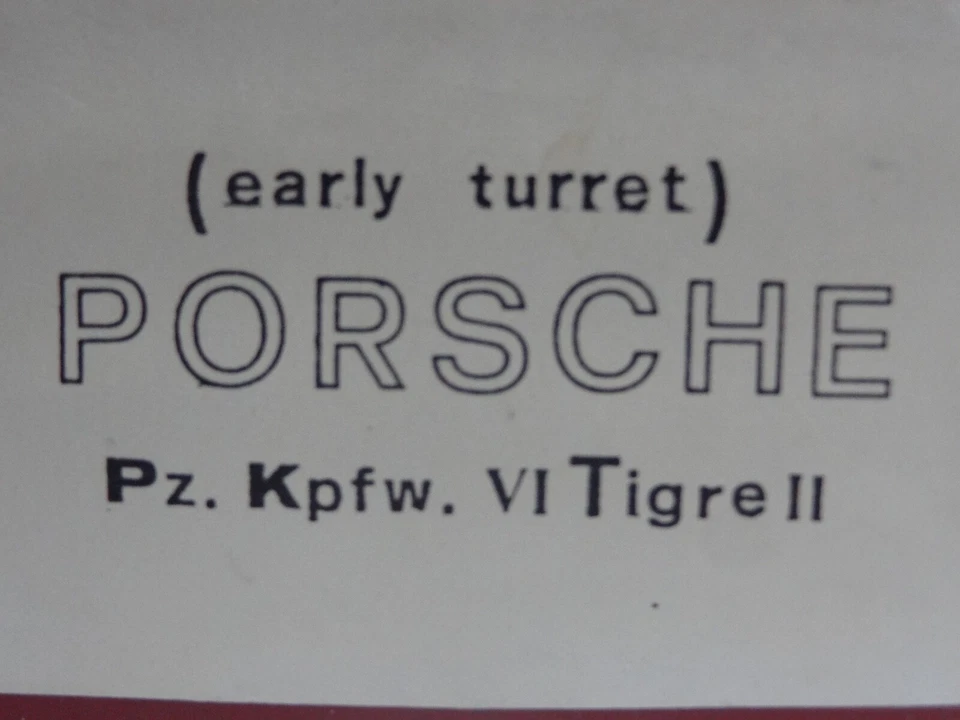 (early turret)
PORSCHE
Pz. Kpfw. VI Tigre II